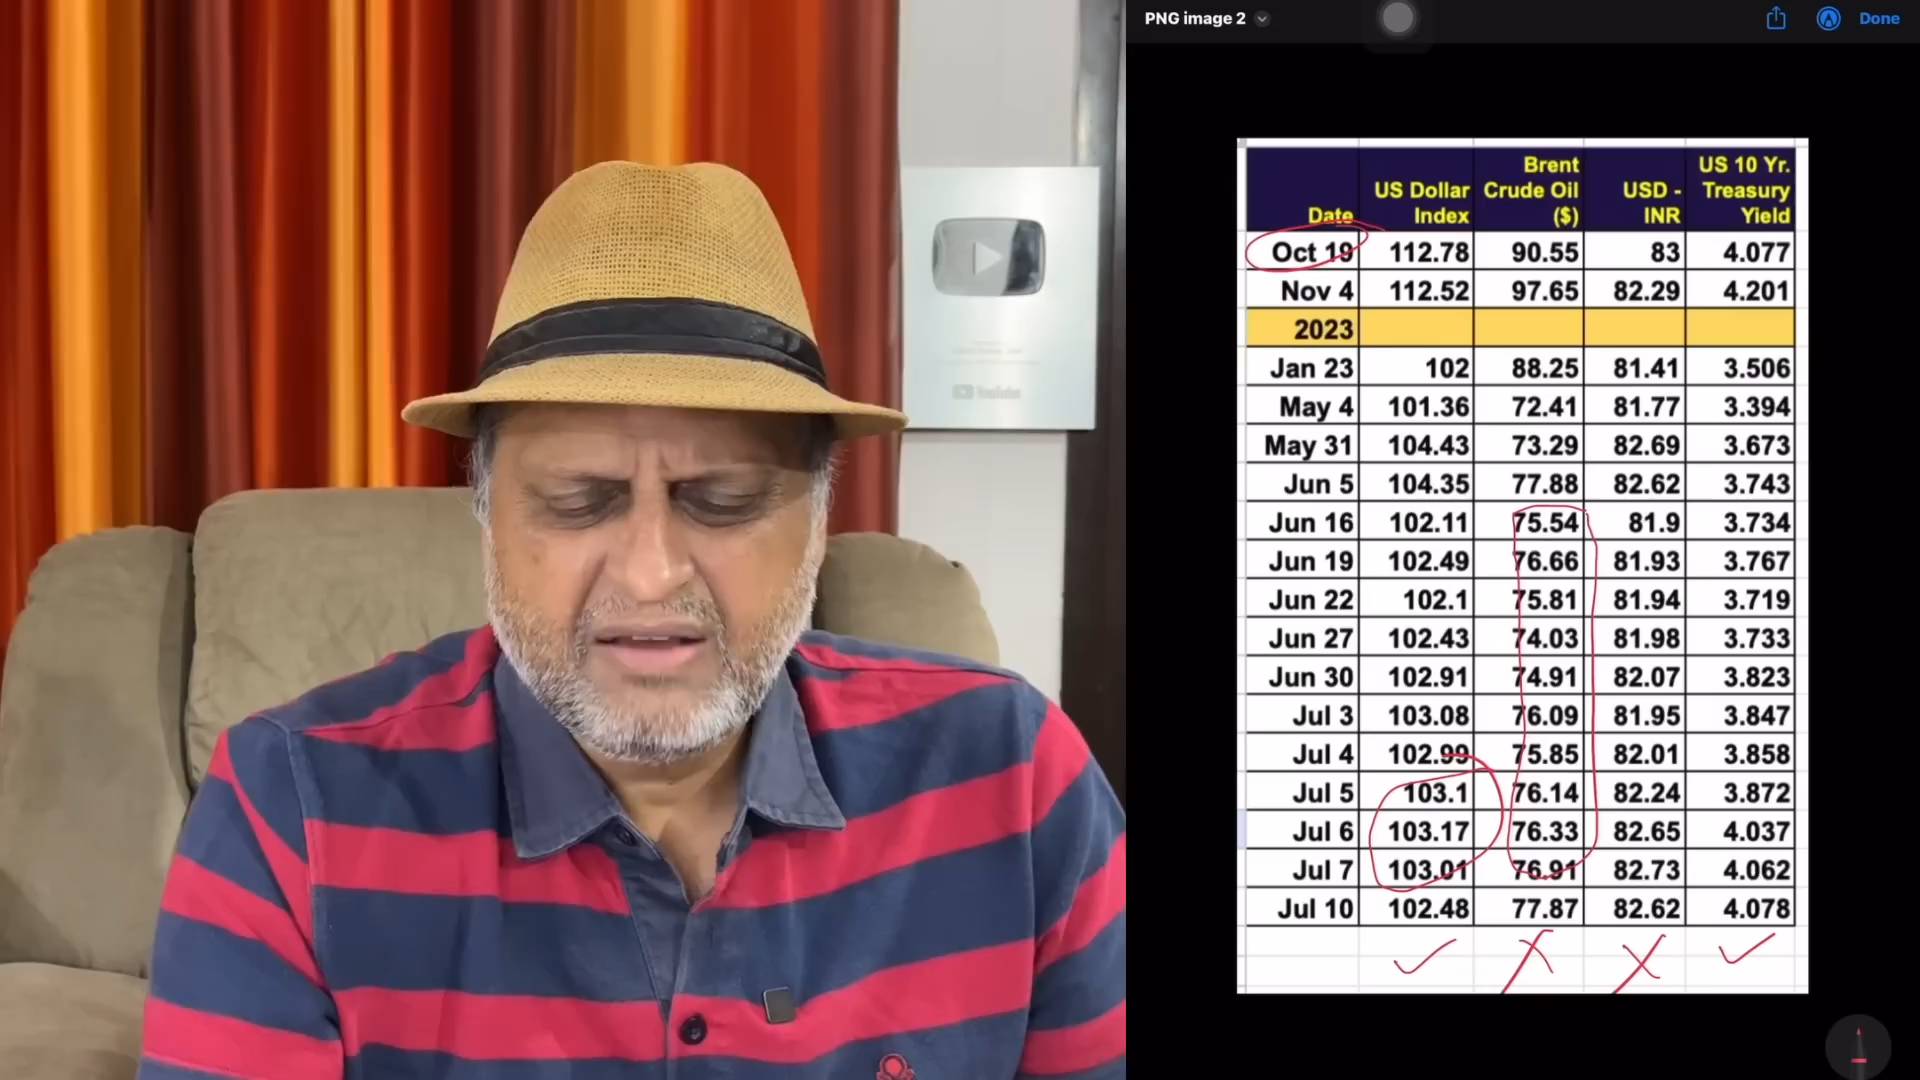 PNG image 2
Done
Date US Dollar Index Brent Crude Oil ($) USD - INR US 10 Yr. Treasury Yield
Oct 19 112.78 90.55 83 4.077
Nov 4 112.52 97.65 82.29 4.201
2023
Jan 23 102 88.25 81.41 3.506
May 4 101.36 72.41 81.77 3.394
May 31 104.43 73.29 82.69 3.673
Jun 5 104.35 77.88 82.62 3.743
Jun 16 102.11 75.54 81.9 3.734
Jun 19 102.49 76.66 81.93 3.767
Jun 22 102.1 75.81 81.94 3.719
Jun 27 102.43 74.03 81.98 3.733
Jun 30 102.91 74.91 82.07 3.823
Jul 3 103.08 76.09 81.95 3.847
Jul 4 102.99 75.85 82.01 3.858
Jul 5 103.1 76.14 82.24 3.872
Jul 6 103.17 76.33 82.65 4.037
Jul 7 103.01 76.91 82.73 4.062
Jul 10 102.48 77.87 82.62 4.078
YouTube